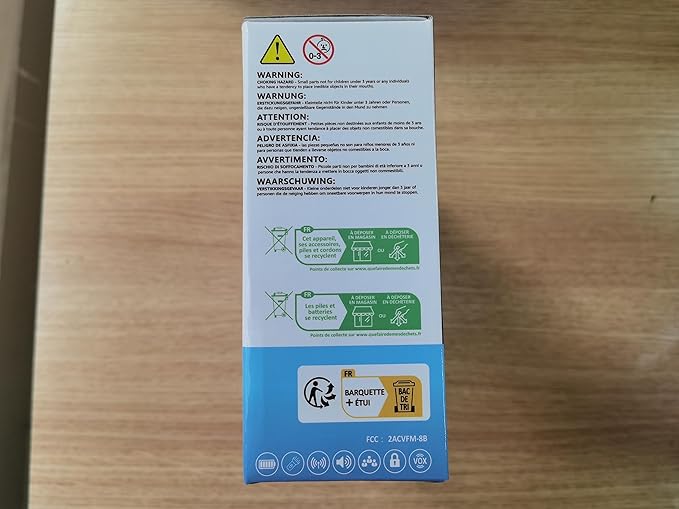 0-3
WARNING:
CHOKING HAZARD - Small parts not for children under 3 years or any individuals
who have a tendency to place inedible objects in their mouths.
WARNUNG:
ERSTICKUNGSGEFAHR - Kleinteile nicht für Kinder unter 3 Jahren oder Personen,
die dazu neigen, ungenießbare Gegenstände in den Mund zu nehmen
ATTENTION:
RISQUE D'ÉTOUFFEMENT - Petites pièces non destinées aux enfants de moins de 3 ans
ou à toute personne ayant tendance à placer des objets non comestibles dans sa bouche.
ADVERTENCIA:
PELIGRO DE ASFIXIA - las piezas pequeñas no son para niños menores de 3 años ni
para personas que tienden a llevarse objetos no comestibles a la boca.
AVVERTIMENTO:
RISCHIO DI SOFFOCAMENTO - Piccole parti non per bambini di età inferiore a 3 anni o
persone che hanno la tendenza a mettere in bocca oggetti non commestibili.
WAARSCHUWING:
VERSTIKKINGSGEVAAR - Kleine onderdelen niet voor kinderen jonger dan 3 jaar of
personen die de neiging hebben om oneetbare voorwerpen in hun mond te stoppen.
FR
Cet appareil,
ses accessoires,
piles et cordons
se recyclent
À DÉPOSER
EN MAGASIN
OU
À DÉPOSER
EN DÉCHÈTERIE
Points de collecte sur www.quefairedemesdechets.fr
FR
Les piles et
batteries
se recyclent
À DÉPOSER
EN MAGASIN
OU
À DÉPOSER
EN DÉCHÈTERIE
Points de collecte sur www.quefairedemesdechets.fr
FR
BARQUETTE
+ ÉTUI
BAC
DE
TRI
FCC : 2ACVFM-8B
VOX